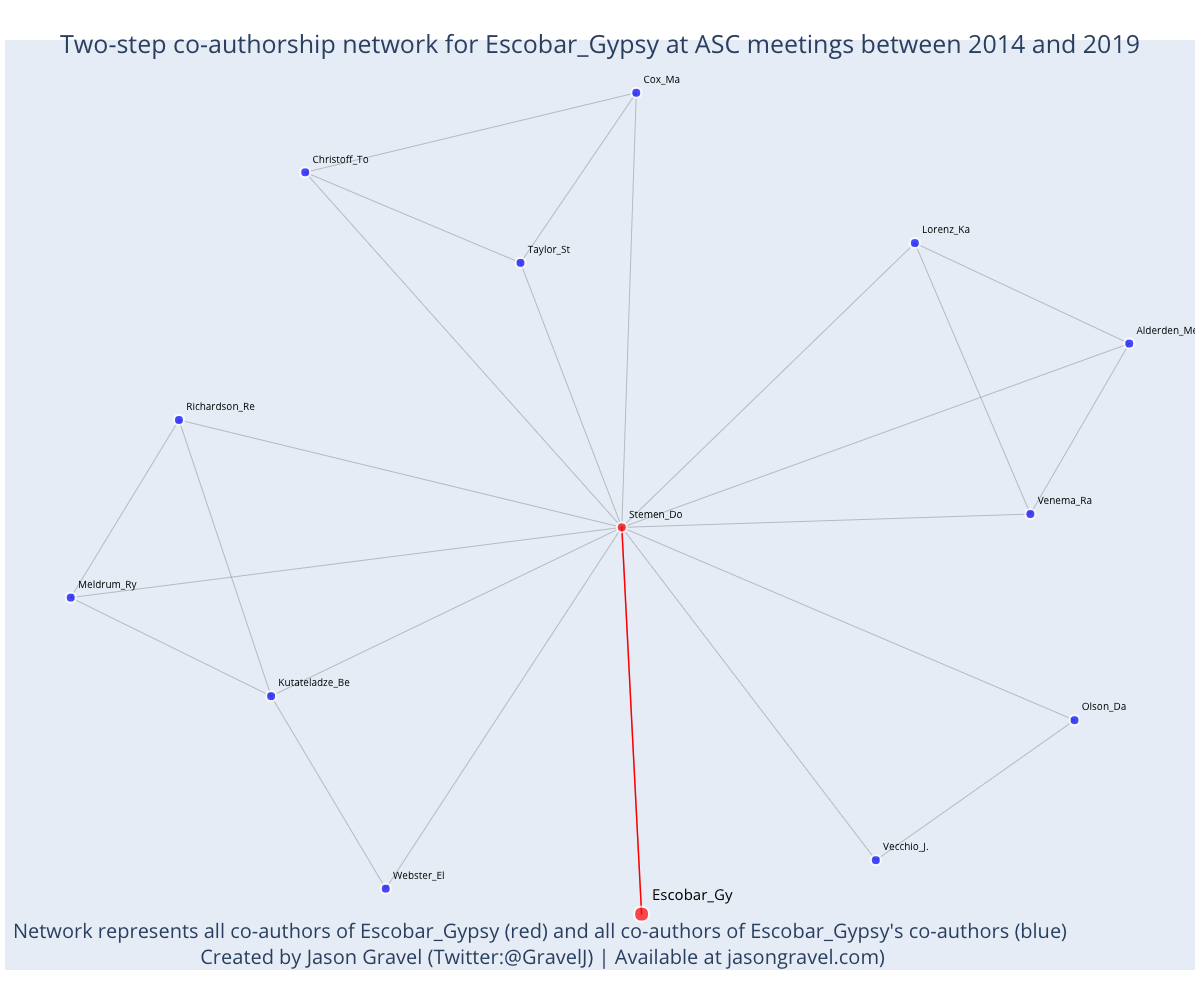 Two-step co-authorship network for Escobar_Gypsy at ASC meetings between 2014 and 2019
Cox_Ma
Christoff_To
Taylor_St
Lorenz_Ka
Alderden_Me
Richardson_Re
Venema_Ra
Stemen_Do
Meldrum_Ry
Kutateladze_Be
Olson_Da
Vecchio_J.
Webster_El
Escobar_Gy
Network represents all co-authors of Escobar_Gypsy (red) and all co-authors of Escobar_Gypsy's co-authors (blue)
Created by Jason Gravel (Twitter:@GravelJ) | Available at jasongravel.com)